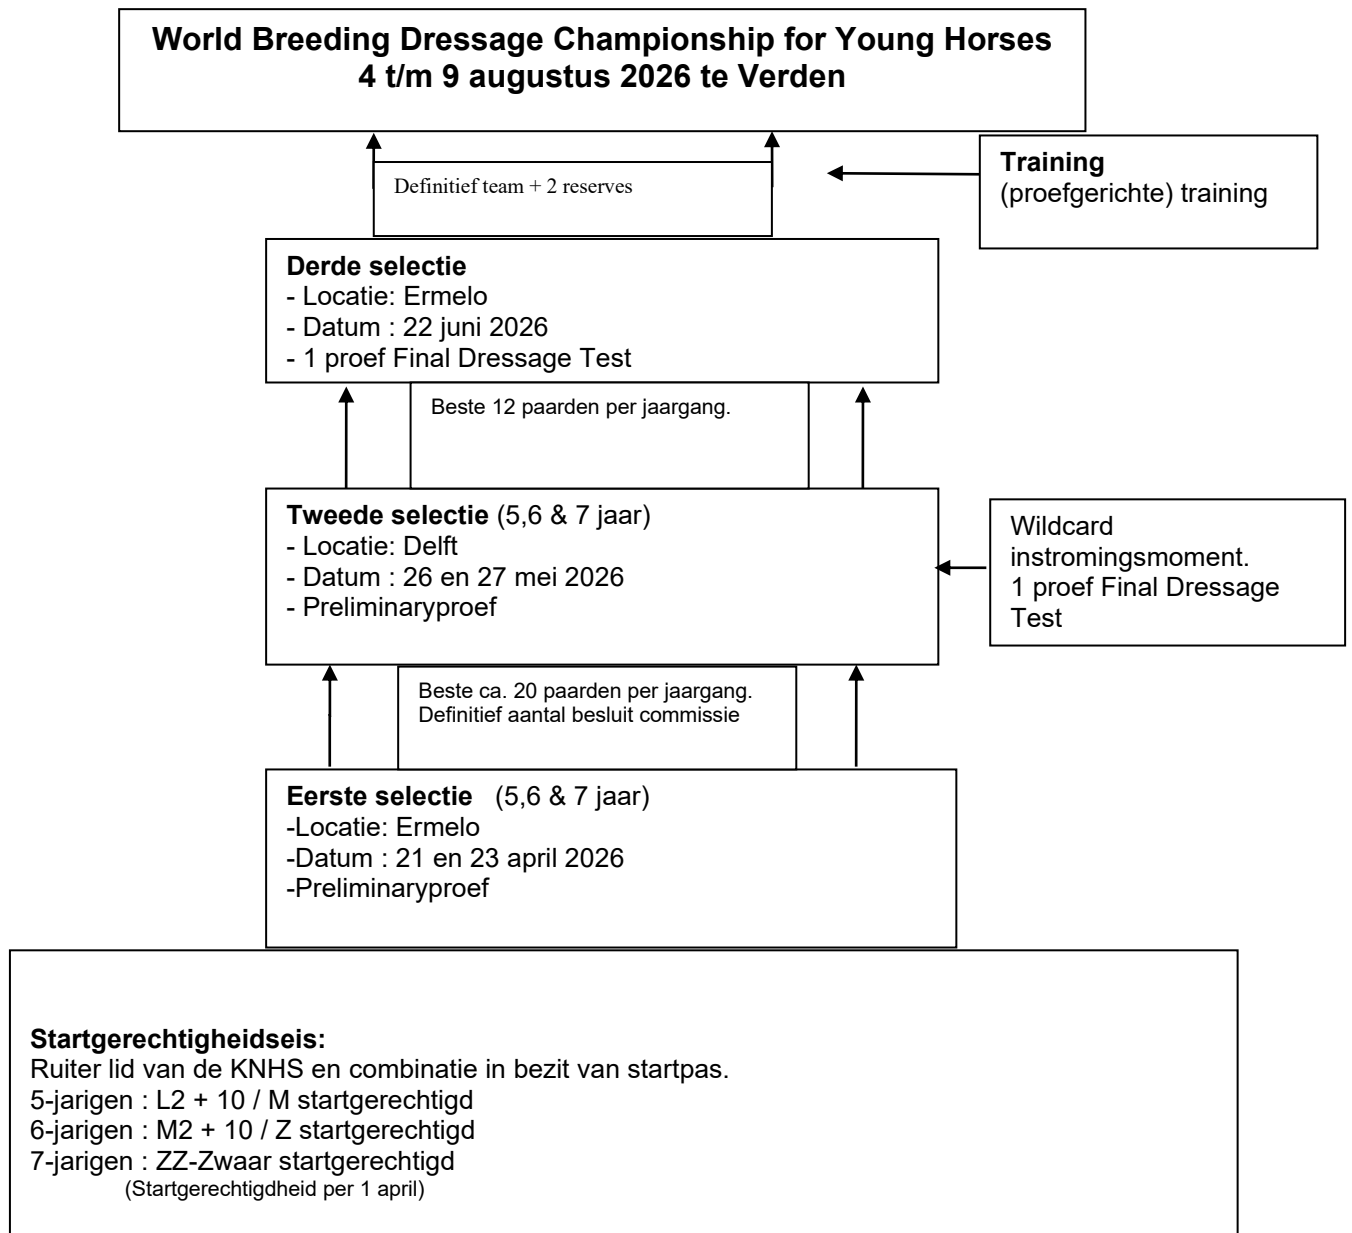 World Breeding Dressage Championship for Young Horses
4 t/m 9 augustus 2026 te Verden
Training
(proefgerichte) training
Definitief team + 2 reserves
Derde selectie
- Locatie: Ermelo
- Datum : 22 juni 2026
- 1 proef Final Dressage Test
Beste 12 paarden per jaargang.
Tweede selectie (5,6 & 7 jaar)
- Locatie: Delft
- Datum : 26 en 27 mei 2026
- Preliminaryproef
Wildcard
instromingsmoment.
1 proef Final Dressage
Test
Beste ca. 20 paarden per jaargang.
Definitief aantal besluit commissie
Eerste selectie (5,6 & 7 jaar)
-Locatie: Ermelo
-Datum : 21 en 23 april 2026
-Preliminaryproef
Startgerechtigheidseis:
Ruiter lid van de KNHS en combinatie in bezit van startpas.
5-jarigen : L2 + 10 / M startgerechtigd
6-jarigen : M2 + 10 / Z startgerechtigd
7-jarigen : ZZ-Zwaar startgerechtigd
(Startgerechtigdheid per 1 april)